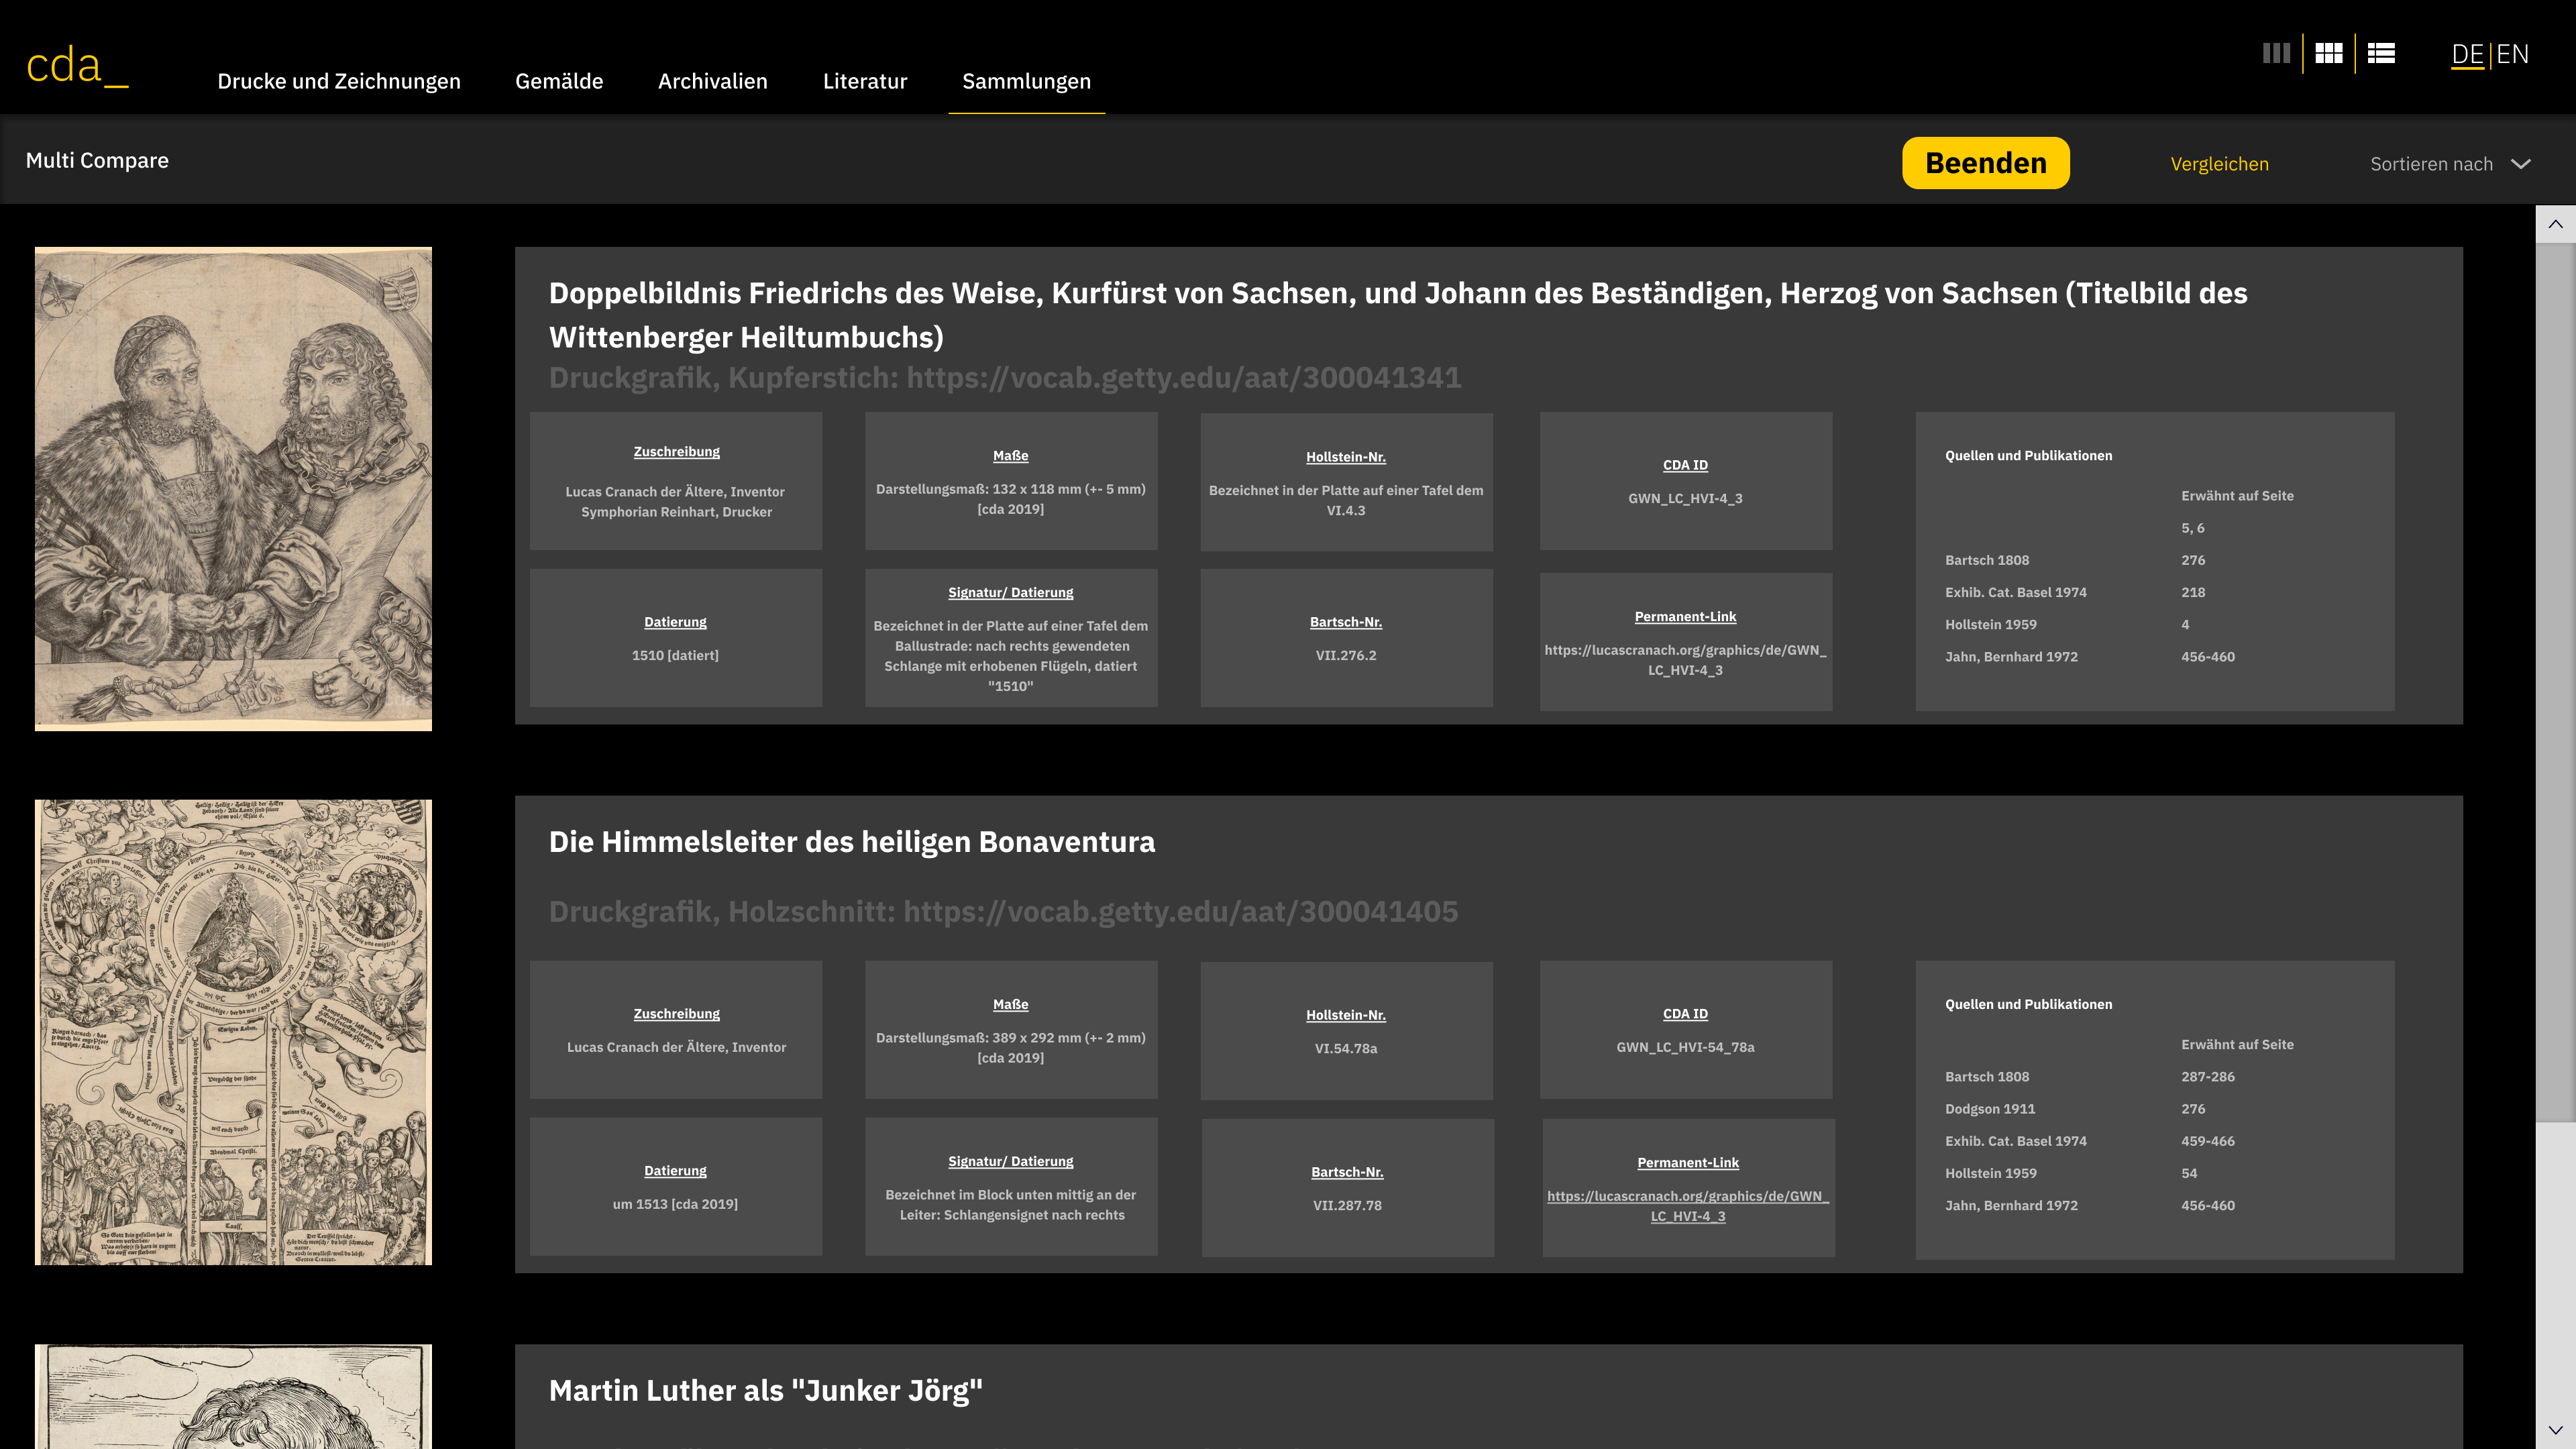 cda_
Drucke und Zeichnungen
Gemälde
Archivalien
Literatur
Sammlungen
DE|EN
Multi Compare
Beenden
Vergleichen
Sortieren nach
Doppelbildnis Friedrichs des Weise, Kurfürst von Sachsen, und Johann des Beständigen, Herzog von Sachsen (Titelbild des
Wittenberger Heiltumbuchs)
Druckgrafik, Kupferstich: https://vocab.getty.edu/aat/300041341
Zuschreibung
Lucas Cranach der Ältere, Inventor
Symphorian Reinhart, Drucker
Maße
Darstellungsmaß: 132 x 118 mm (+- 5 mm)
[cda 2019]
Hollstein-Nr.
Bezeichnet in der Platte auf einer Tafel dem
VI.4.3
CDA ID
GWN_LC_HVI-4_3
Datierung
1510 [datiert]
Signatur/ Datierung
Bezeichnet in der Platte auf einer Tafel dem
Ballustrade: nach rechts gewendeten
Schlange mit erhobenen Flügeln, datiert
"1510"
Bartsch-Nr.
VII.276.2
Permanent-Link
https://lucascranach.org/graphics/de/GWN_
LC_HVI-4_3
Quellen und Publikationen
Erwähnt auf Seite
5, 6
Bartsch 1808 276
Exhib. Cat. Basel 1974 218
Hollstein 1959 4
Jahn, Bernhard 1972 456-460
Die Himmelsleiter des heiligen Bonaventura
Druckgrafik, Holzschnitt: https://vocab.getty.edu/aat/300041405
Zuschreibung
Lucas Cranach der Ältere, Inventor
Maße
Darstellungsmaß: 389 x 292 mm (+- 2 mm)
[cda 2019]
Hollstein-Nr.
VI.54.78a
CDA ID
GWN_LC_HVI-54_78a
Datierung
um 1513 [cda 2019]
Signatur/ Datierung
Bezeichnet im Block unten mittig an der
Leiter: Schlangensignet nach rechts
Bartsch-Nr.
VII.287.78
Permanent-Link
https://lucascranach.org/graphics/de/GWN_
LC_HVI-4_3
Quellen und Publikationen
Erwähnt auf Seite
Bartsch 1808 287-286
Dodgson 1911 276
Exhib. Cat. Basel 1974 459-466
Hollstein 1959 54
Jahn, Bernhard 1972 456-460
Martin Luther als "Junker Jörg"